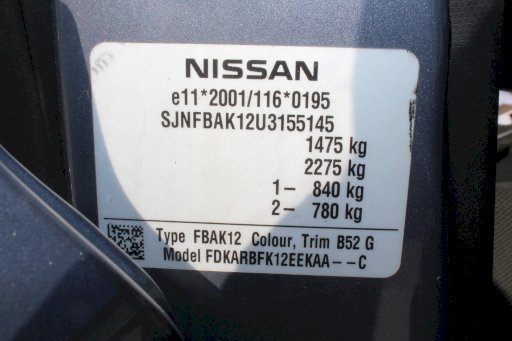 NISSAN
e11*2001/116*0195
SJNFBAK12U3155145
1475 kg
2275 kg
1- 840 kg
2- 780 kg
Type FBAK12 Colour, Trim B52 G
Model FDKARBFK12EEKAA--C